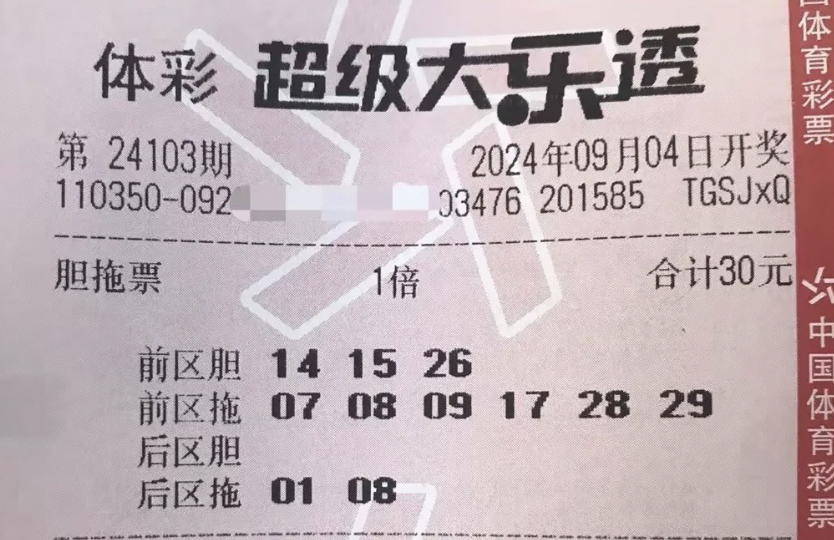 体彩 超级大乐透
第 24103期 2024年09月04日开奖
110350-092 03476 201585 TGSJxQ
胆拖票 1倍 合计30元
前区胆 14 15 26
前区拖 07 08 09 17 28 29
后区胆
后区拖 01 08
国体育彩票
中国体育彩票